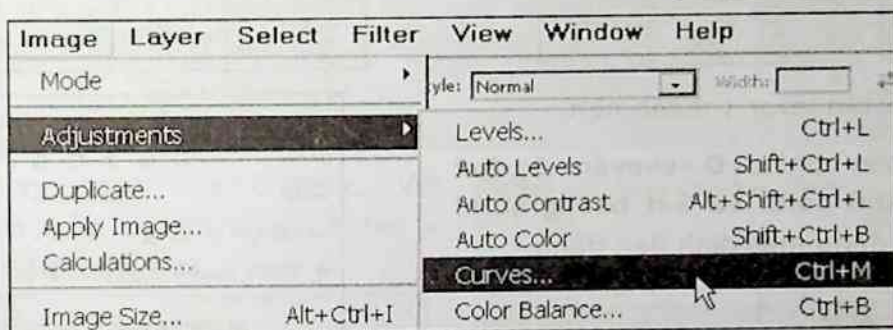 Image Layer Select Filter View Window Help
Mode
yle: Normal Width:
Adjustments
Levels... Ctrl+L
Auto Levels Shift+Ctrl+L
Auto Contrast Alt+Shift+Ctrl+L
Auto Color Shift+Ctrl+B
Curves... Ctrl+M
Color Balance... Ctrl+B
Duplicate...
Apply Image...
Calculations...
Image Size... Alt+Ctrl+I